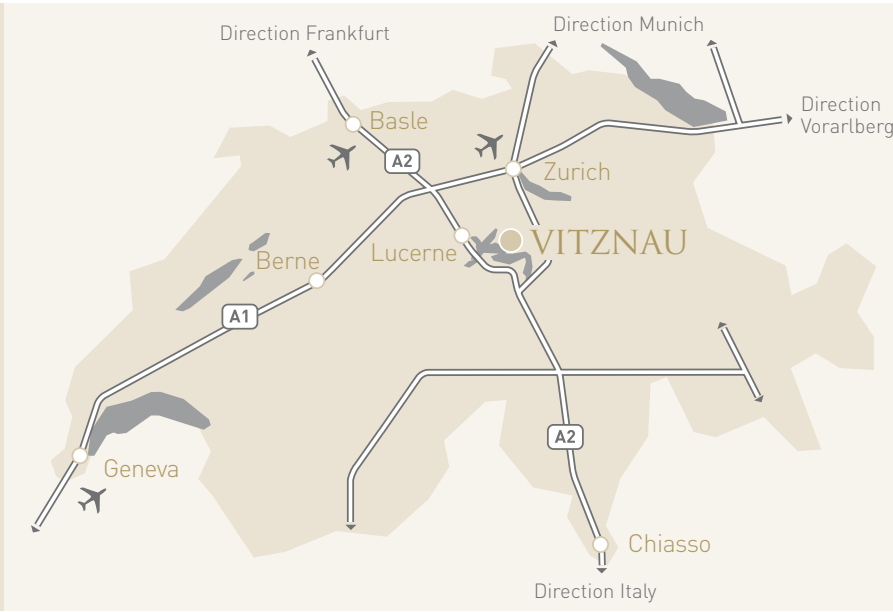 Direction Frankfurt
Direction Munich
Direction
Vorarlberg
Basle
A2
Zurich
Lucerne
VITZNAU
Berne
A1
A2
Geneva
Chiasso
Direction Italy